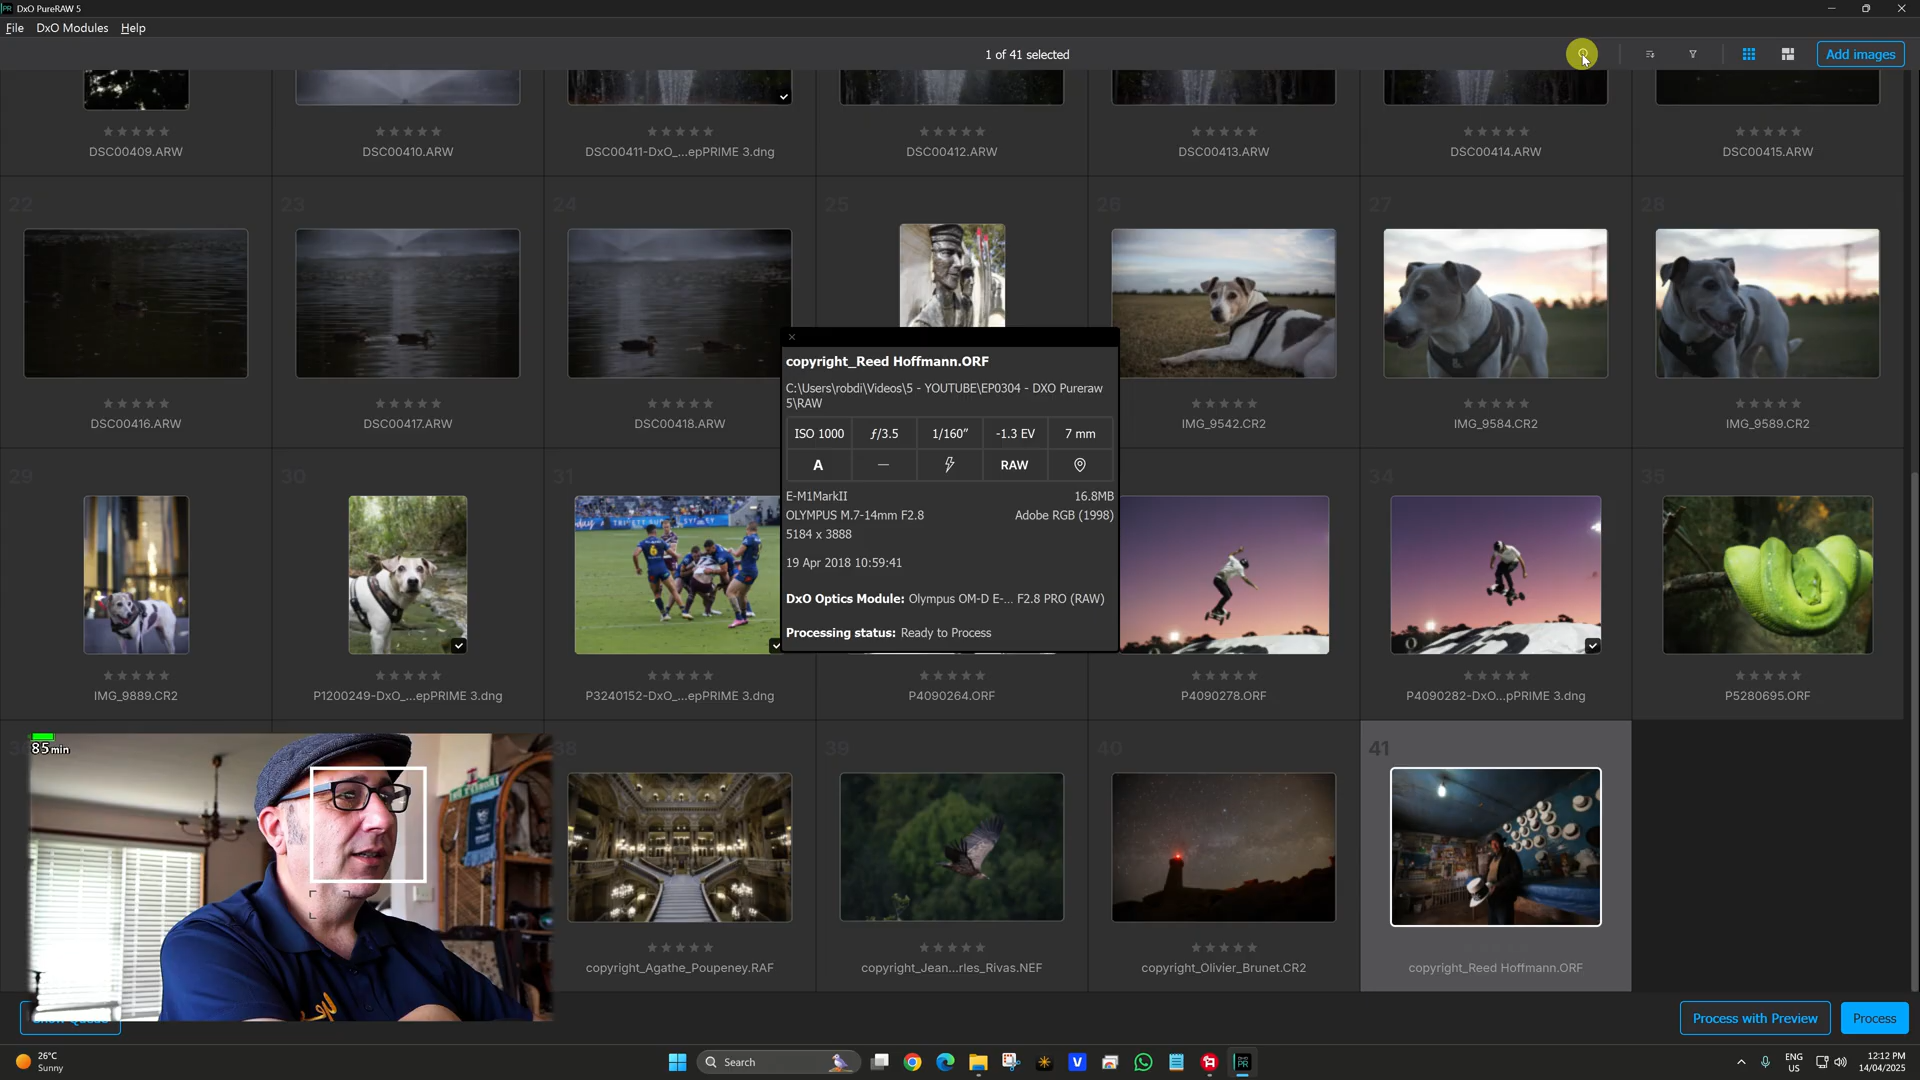 DxO PureRAW 5
File DxO Modules Help
1 of 41 selected
Add images
DSC00409.ARW
DSC00410.ARW
DSC00411-DxO_...epPRIME 3.dng
DSC00412.ARW
DSC00413.ARW
DSC00414.ARW
DSC00415.ARW
22
23
24
25
26
27
28
DSC00416.ARW
DSC00417.ARW
DSC00418.ARW
IMG_9542.CR2
IMG_9584.CR2
IMG_9589.CR2
copyright_Reed Hoffmann.ORF
C:\Users\robdi\Videos\5 - YOUTUBE\EP0304 - DXO Pureraw
5\RAW
ISO 1000 ƒ/3.5 1/160" -1.3 EV 7 mm
A — RAW
E-M1MarkII 16.8MB
OLYMPUS M.7-14mm F2.8 Adobe RGB (1998)
5184 x 3888
19 Apr 2018 10:59:41
DxO Optics Module: Olympus OM-D E-... F2.8 PRO (RAW)
Processing status: Ready to Process
29
30
31
34
35
IMG_9889.CR2
P1200249-DxO_...epPRIME 3.dng
P3240152-DxO_...epPRIME 3.dng
P4090264.ORF
P4090278.ORF
P4090282-DxO...pPRIME 3.dng
P5280695.ORF
85min
38
39
40
41
copyright_Agathe_Poupeney.RAF
copyright_Jean...rles_Rivas.NEF
copyright_Olivier_Brunet.CR2
copyright_Reed Hoffmann.ORF
Process with Preview
Process
26°C
Sunny
Search
ENG
US
12:12 PM
14/04/2025